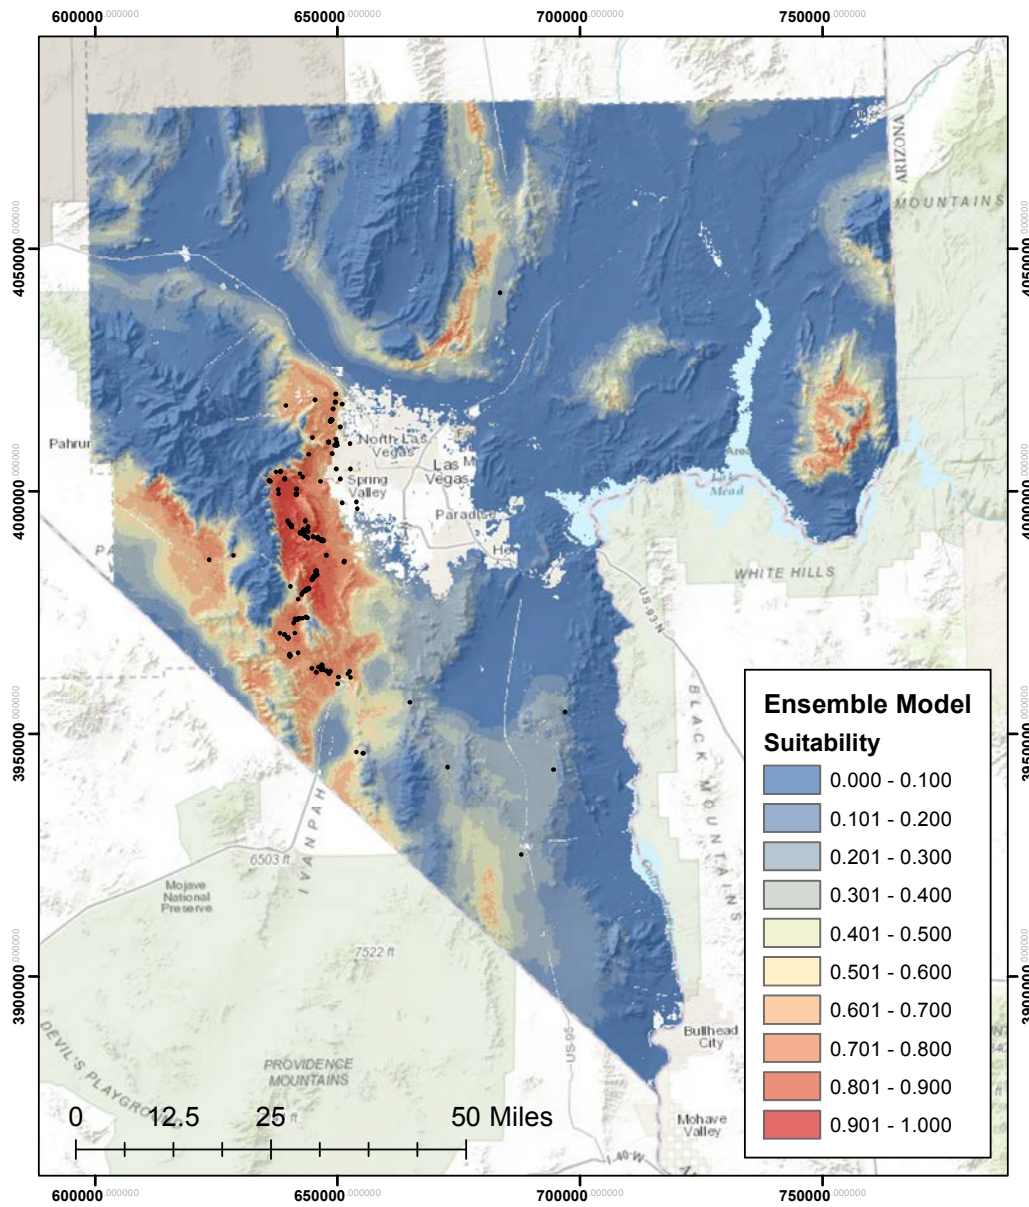 600000.000000 650000.000000 700000.000000 750000.000000
ARIZONA
MOUNTAINS
4050000.000000
4050000.000000
Pahrum
North Las
Vegas
Las
Vegas
Spring
Valley
Paradise
He
4000000.000000
4000000.000000
Lake
Mead
PA
WHITE HILLS
US-93-N
BLACK MOUNTAINS
3950000.000000
3950000.000000
IVANPAH
6503 ft
Mojave
National
Preserve
7522 ft
3900000.000000
3900000.000000
US-95
Bullhead
City
DEVIL'S PLAYGRO
PROVIDENCE
MOUNTAINS
ft
Mohave
Valley
I-40-W
0 12.5 25 50 Miles
Ensemble Model
Suitability
0.000 - 0.100
0.101 - 0.200
0.201 - 0.300
0.301 - 0.400
0.401 - 0.500
0.501 - 0.600
0.601 - 0.700
0.701 - 0.800
0.801 - 0.900
0.901 - 1.000
600000.000000 650000.000000 700000.000000 750000.000000